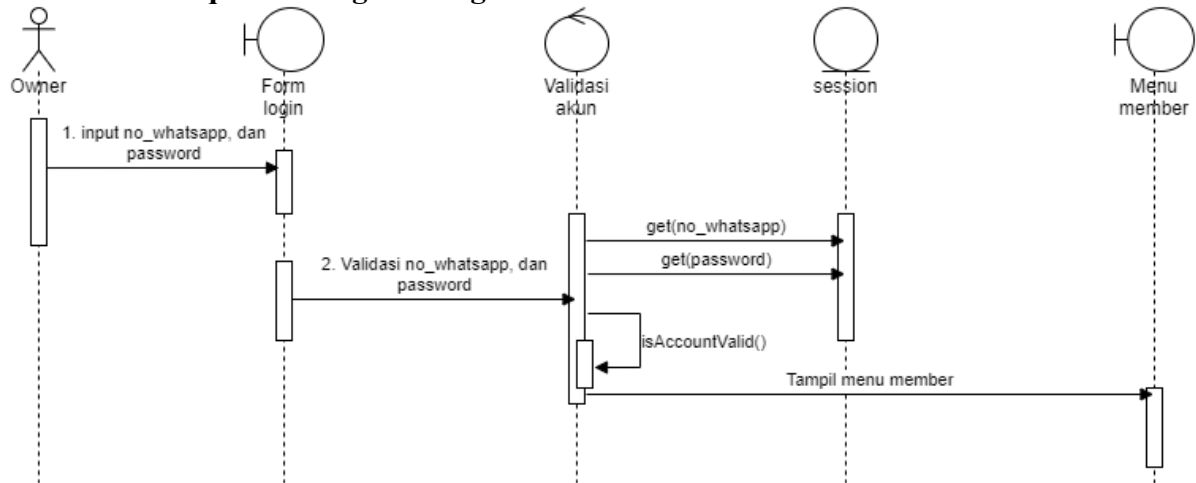 Owner
Form
login
Validasi
akun
session
Menu
member
1. input no_whatsapp, dan
password
get(no_whatsapp)
get(password)
2. Validasi no_whatsapp, dan
password
isAccountValid()
Tampil menu member